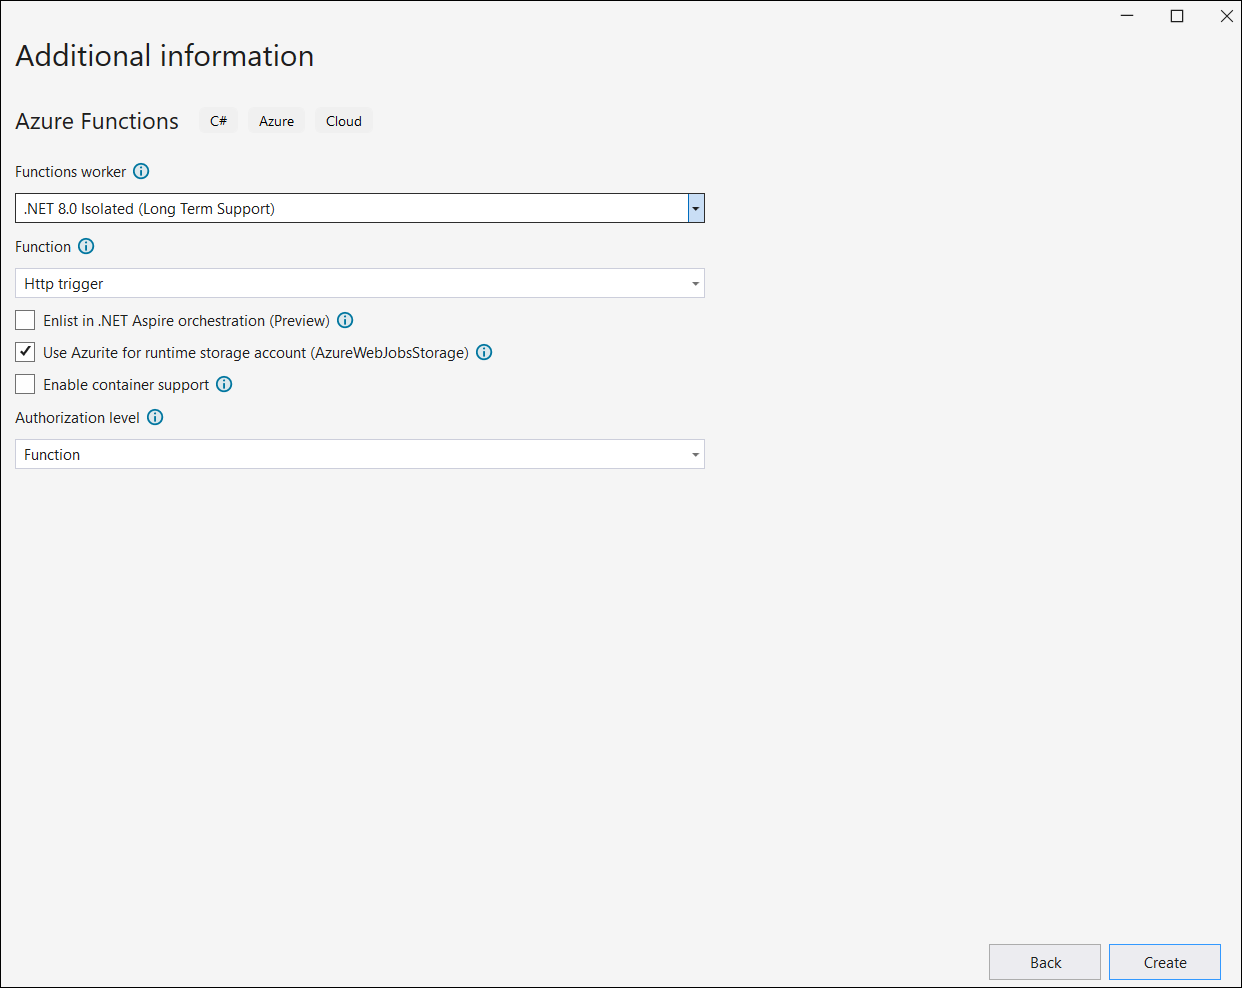 Additional information
Azure Functions C# Azure Cloud
Functions worker
.NET 8.0 Isolated (Long Term Support)
Function
Http trigger
Enlist in .NET Aspire orchestration (Preview)
Use Azurite for runtime storage account (AzureWebJobsStorage)
Enable container support
Authorization level
Function
Back Create